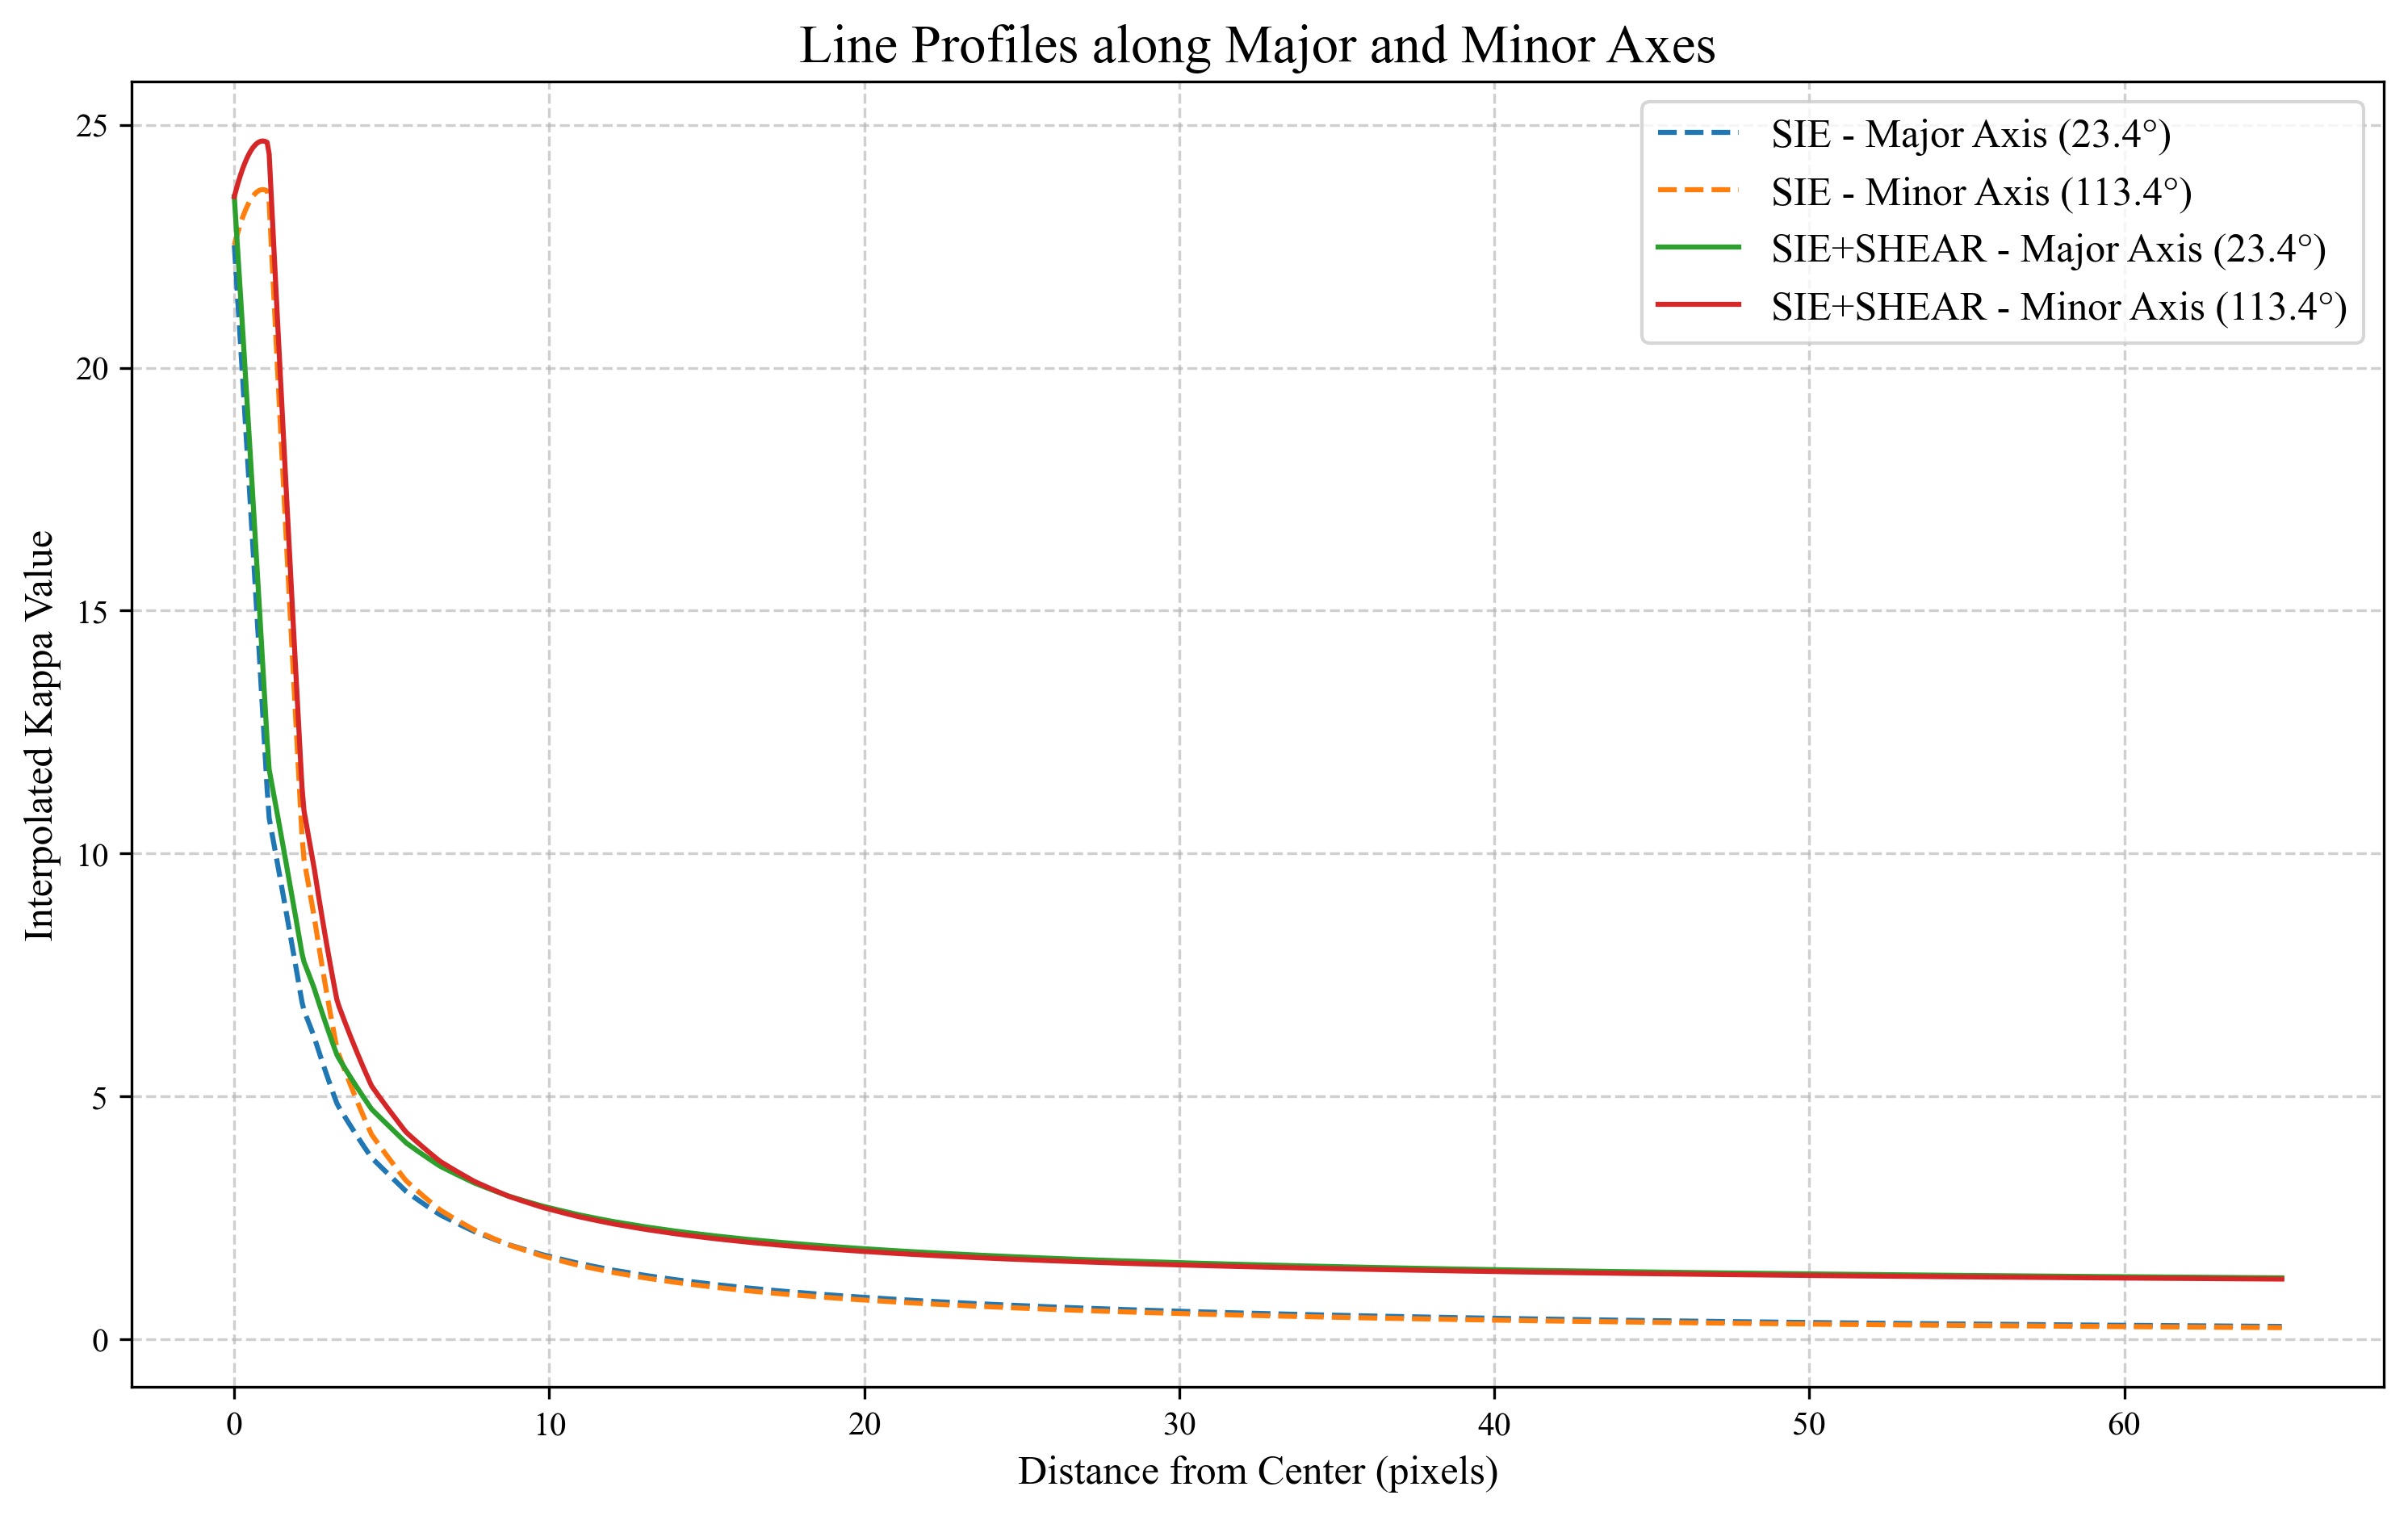 Line Profiles along Major and Minor Axes
25
20
15
10
5
0
Interpolated Kappa Value
SIE - Major Axis (23.4°)
SIE - Minor Axis (113.4°)
SIE+SHEAR - Major Axis (23.4°)
SIE+SHEAR - Minor Axis (113.4°)
0 10 20 30 40 50 60
Distance from Center (pixels)